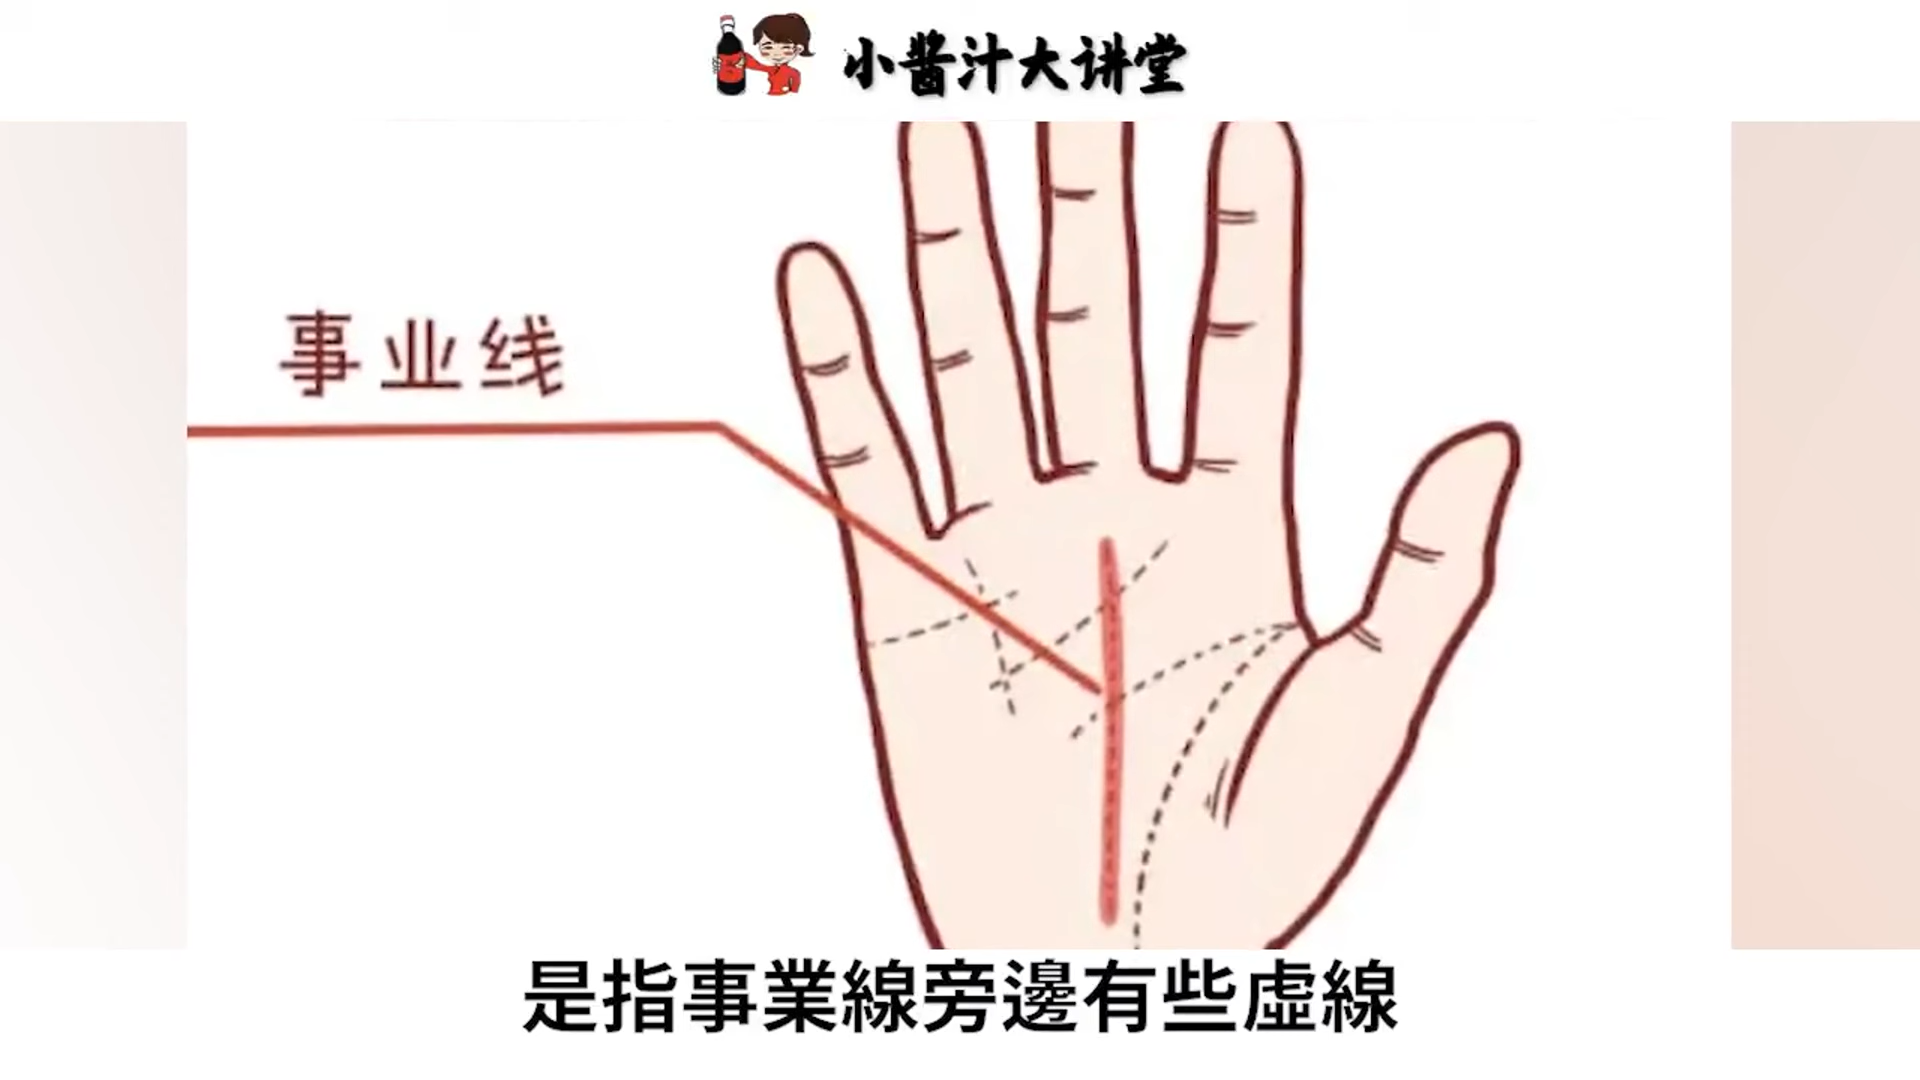 小酱汁大讲堂
事业线
是指事業線旁邊有些虛線